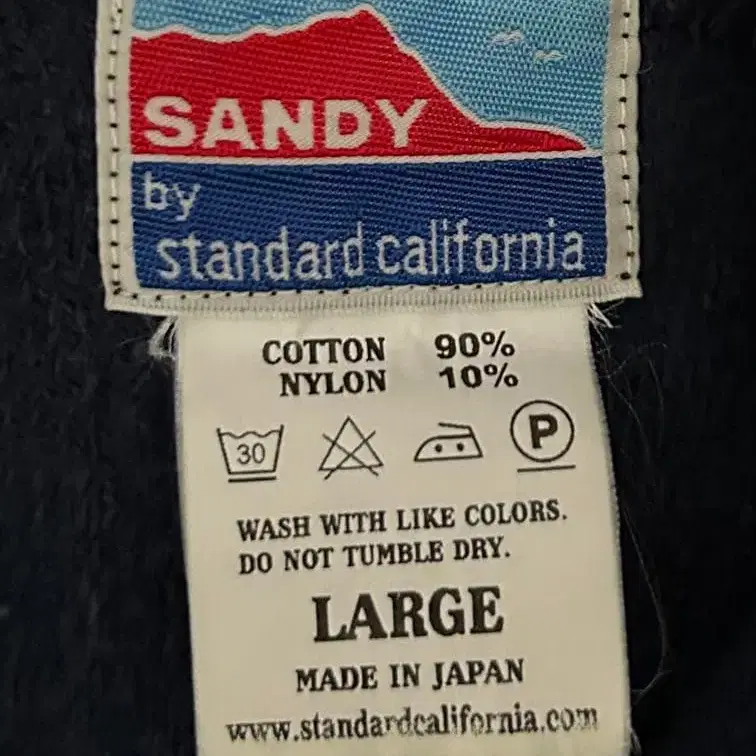 SANDY
by
standard california
COTTON 90%
NYLON 10%
30 P
WASH WITH LIKE COLORS.
DO NOT TUMBLE DRY.
LARGE
MADE IN JAPAN
www.standardcalifornia.com